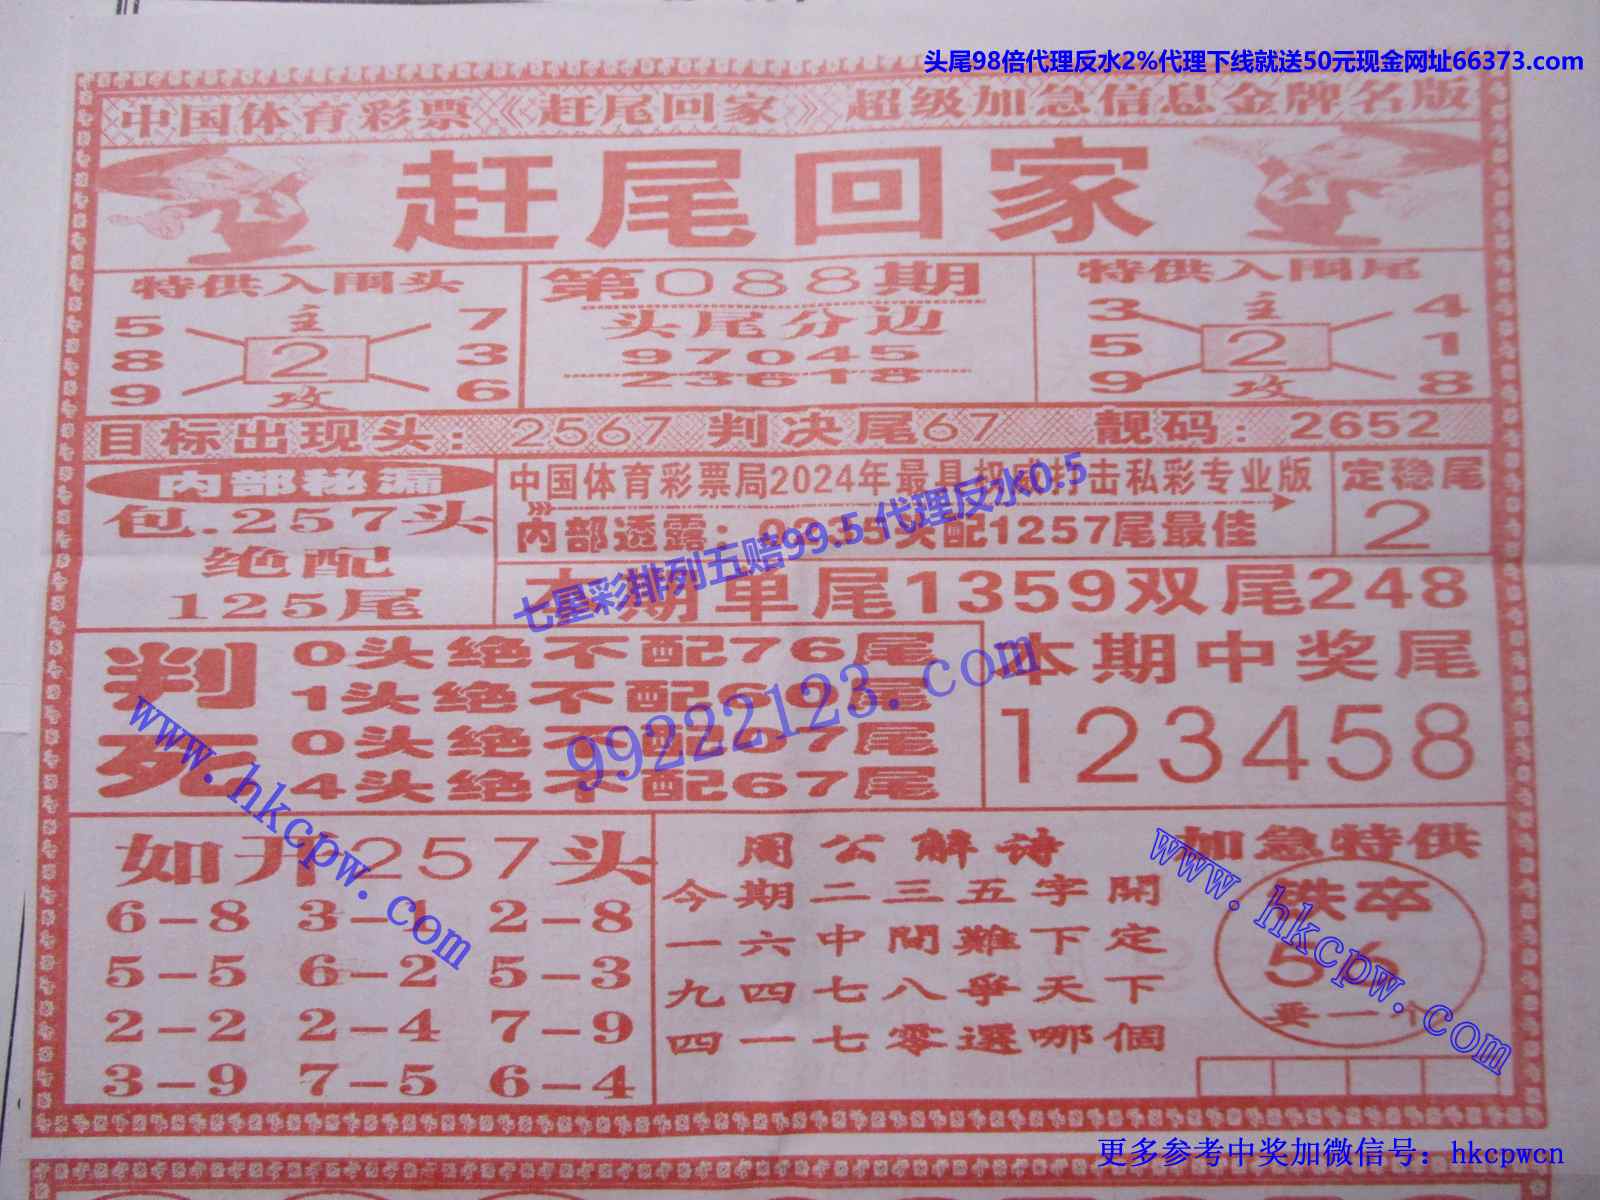 头尾98倍代理反水2%代理下线就送50元现金网址66373.com
中国体育彩票《赶尾回家》超级加急信息金牌名版
赶尾回家
特供入围头
5 主 7
8 2 3
9 攻 6
第088期
头尾分边
97045
23618
特供入围尾
3 主 4
5 2 1
9 攻 8
目标出现头：2567 判决尾67 靓码：2652
内部秘漏
包.257头
绝配
125尾
中国体育彩票局2024年最具打击私彩专业版
内部透露：配1257尾最佳
定稳尾
2
七星彩排列五赔99.5代理反水0.5
本期单尾1359双尾248
判死
0头绝不配76尾
1头绝不配尾
0头绝不配7尾
4头绝不配67尾
99222123.com
本期中奖尾
123458
www.hkcpw.com
如开257头
6-8 3-1 2-8
5-5 6-2 5-3
2-2 2-4 7-9
3-9 7-5 6-4
周公解诗
今期二三五字開
一六中間難下定
九四七八爭天下
四一七零選哪個
加急特供
铁卒
56
要一个
www.hkcpw.com
更多参考中奖加微信号：hkcpwcn